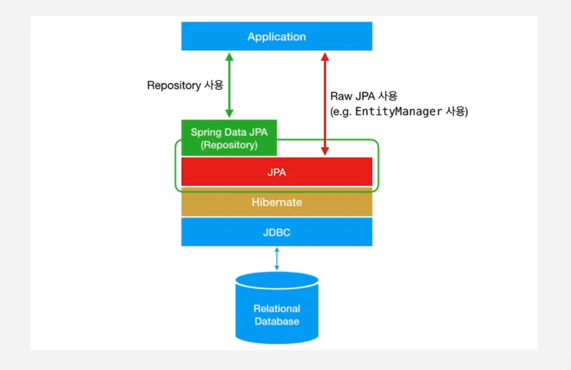 Application
Repository 사용
Raw JPA 사용
(e.g. EntityManager 사용)
Spring Data JPA
(Repository)
JPA
Hibernate
JDBC
Relational
Database